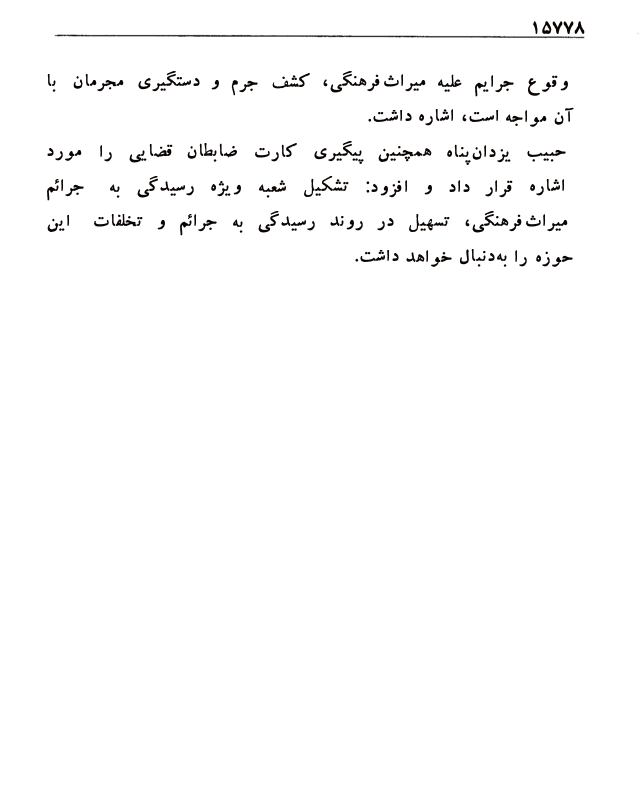 ۱۵۷۷۸
وقوع جرایم علیه میراث‌فرهنگی، کشف جرم و دستگیری مجرمان با
آن مواجه است، اشاره داشت.
حبیب یزدان‌پناه همچنین پیگیری کارت ضابطان قضایی را مورد
اشاره قرار داد و افزود: تشکیل شعبه ویژه رسیدگی به جرائم
میراث‌فرهنگی، تسهیل در روند رسیدگی به جرائم و تخلفات این
حوزه را به‌دنبال خواهد داشت.